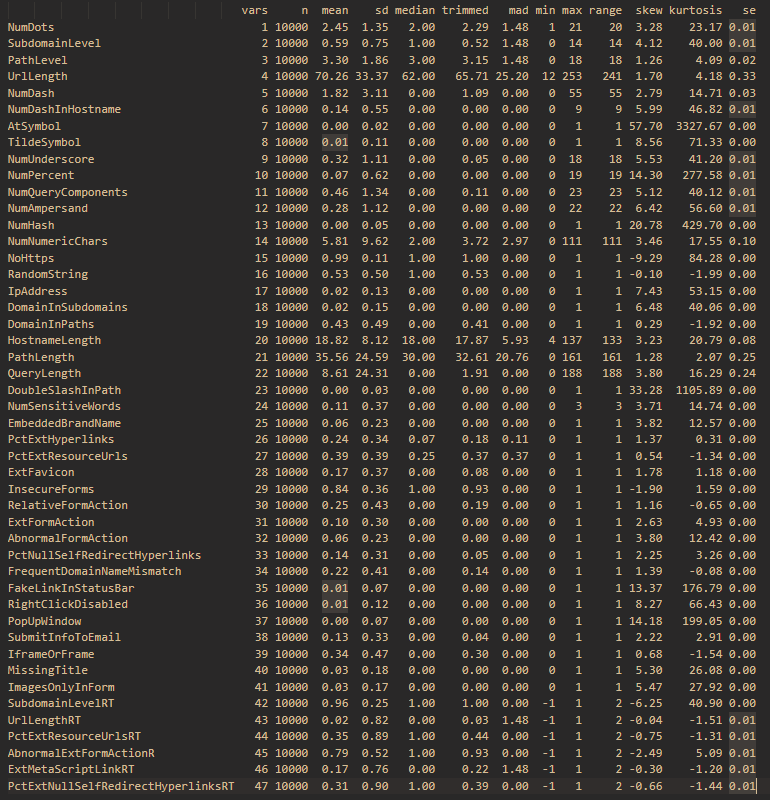 vars n mean sd median trimmed mad min max range skew kurtosis se
NumDots 1 10000 2.45 1.35 2.00 2.29 1.48 1 21 20 3.28 23.17 0.01
SubdomainLevel 2 10000 0.59 0.75 1.00 0.52 1.48 0 14 14 4.12 40.00 0.01
PathLevel 3 10000 3.30 1.86 3.00 3.15 1.48 0 18 18 1.26 4.09 0.02
UrlLength 4 10000 70.26 33.37 62.00 65.71 25.20 12 253 241 1.70 4.18 0.33
NumDash 5 10000 1.82 3.11 0.00 1.09 0.00 0 55 55 2.79 14.71 0.03
NumDashInHostname 6 10000 0.14 0.55 0.00 0.00 0.00 0 9 9 5.99 46.82 0.01
AtSymbol 7 10000 0.00 0.02 0.00 0.00 0.00 0 1 1 57.70 3327.67 0.00
TildeSymbol 8 10000 0.01 0.11 0.00 0.00 0.00 0 1 1 8.56 71.33 0.00
NumUnderscore 9 10000 0.32 1.11 0.00 0.05 0.00 0 18 18 5.53 41.20 0.01
NumPercent 10 10000 0.07 0.62 0.00 0.00 0.00 0 19 19 14.30 277.58 0.01
NumQueryComponents 11 10000 0.46 1.34 0.00 0.11 0.00 0 23 23 5.12 40.12 0.01
NumAmpersand 12 10000 0.28 1.12 0.00 0.00 0.00 0 22 22 6.42 56.60 0.01
NumHash 13 10000 0.00 0.05 0.00 0.00 0.00 0 1 1 20.78 429.70 0.00
NumNumericChars 14 10000 5.81 9.62 2.00 3.72 2.97 0 111 111 3.46 17.55 0.10
NoHttps 15 10000 0.99 0.11 1.00 1.00 0.00 0 1 1 -9.29 84.28 0.00
RandomString 16 10000 0.53 0.50 1.00 0.53 0.00 0 1 1 -0.10 -1.99 0.00
IpAddress 17 10000 0.02 0.13 0.00 0.00 0.00 0 1 1 7.43 53.15 0.00
DomainInSubdomains 18 10000 0.02 0.15 0.00 0.00 0.00 0 1 1 6.48 40.06 0.00
DomainInPaths 19 10000 0.43 0.49 0.00 0.41 0.00 0 1 1 0.29 -1.92 0.00
HostnameLength 20 10000 18.82 8.12 18.00 17.87 5.93 4 137 133 3.23 20.79 0.08
PathLength 21 10000 35.56 24.59 30.00 32.61 20.76 0 161 161 1.28 2.07 0.25
QueryLength 22 10000 8.61 24.31 0.00 1.91 0.00 0 188 188 3.80 16.29 0.24
DoubleSlashInPath 23 10000 0.00 0.03 0.00 0.00 0.00 0 1 1 33.28 1105.89 0.00
NumSensitiveWords 24 10000 0.11 0.37 0.00 0.00 0.00 0 3 3 3.71 14.74 0.00
EmbeddedBrandName 25 10000 0.06 0.23 0.00 0.00 0.00 0 1 1 3.82 12.57 0.00
PctExtHyperlinks 26 10000 0.24 0.34 0.07 0.18 0.11 0 1 1 1.37 0.31 0.00
PctExtResourceUrls 27 10000 0.39 0.39 0.25 0.37 0.37 0 1 1 0.54 -1.34 0.00
ExtFavicon 28 10000 0.17 0.37 0.00 0.08 0.00 0 1 1 1.78 1.18 0.00
InsecureForms 29 10000 0.84 0.36 1.00 0.93 0.00 0 1 1 -1.90 1.59 0.00
RelativeFormAction 30 10000 0.25 0.43 0.00 0.19 0.00 0 1 1 1.16 -0.65 0.00
ExtFormAction 31 10000 0.10 0.30 0.00 0.00 0.00 0 1 1 2.63 4.93 0.00
AbnormalFormAction 32 10000 0.06 0.23 0.00 0.00 0.00 0 1 1 3.80 12.42 0.00
PctNullSelfRedirectHyperlinks 33 10000 0.14 0.31 0.00 0.05 0.00 0 1 1 2.25 3.26 0.00
FrequentDomainNameMismatch 34 10000 0.22 0.41 0.00 0.14 0.00 0 1 1 1.39 -0.08 0.00
FakeLinkInStatusBar 35 10000 0.01 0.07 0.00 0.00 0.00 0 1 1 13.37 176.79 0.00
RightClickDisabled 36 10000 0.01 0.12 0.00 0.00 0.00 0 1 1 8.27 66.43 0.00
PopUpWindow 37 10000 0.00 0.07 0.00 0.00 0.00 0 1 1 14.18 199.05 0.00
SubmitInfoToEmail 38 10000 0.13 0.33 0.00 0.04 0.00 0 1 1 2.22 2.91 0.00
IframeOrFrame 39 10000 0.34 0.47 0.00 0.30 0.00 0 1 1 0.68 -1.54 0.00
MissingTitle 40 10000 0.03 0.18 0.00 0.00 0.00 0 1 1 5.30 26.08 0.00
ImagesOnlyInForm 41 10000 0.03 0.17 0.00 0.00 0.00 0 1 1 5.47 27.92 0.00
SubdomainLevelRT 42 10000 0.96 0.25 1.00 1.00 0.00 -1 1 2 -6.25 40.90 0.00
UrlLengthRT 43 10000 0.02 0.82 0.00 0.03 1.48 -1 1 2 -0.04 -1.51 0.01
PctExtResourceUrlsRT 44 10000 0.35 0.89 1.00 0.44 0.00 -1 1 2 -0.75 -1.31 0.01
AbnormalExtFormActionR 45 10000 0.79 0.52 1.00 0.93 0.00 -1 1 2 -2.49 5.09 0.01
ExtMetaScriptLinkRT 46 10000 0.17 0.76 0.00 0.22 1.48 -1 1 2 -0.30 -1.20 0.01
PctExtNullSelfRedirectHyperlinksRT 47 10000 0.31 0.90 1.00 0.39 0.00 -1 1 2 -0.66 -1.44 0.01